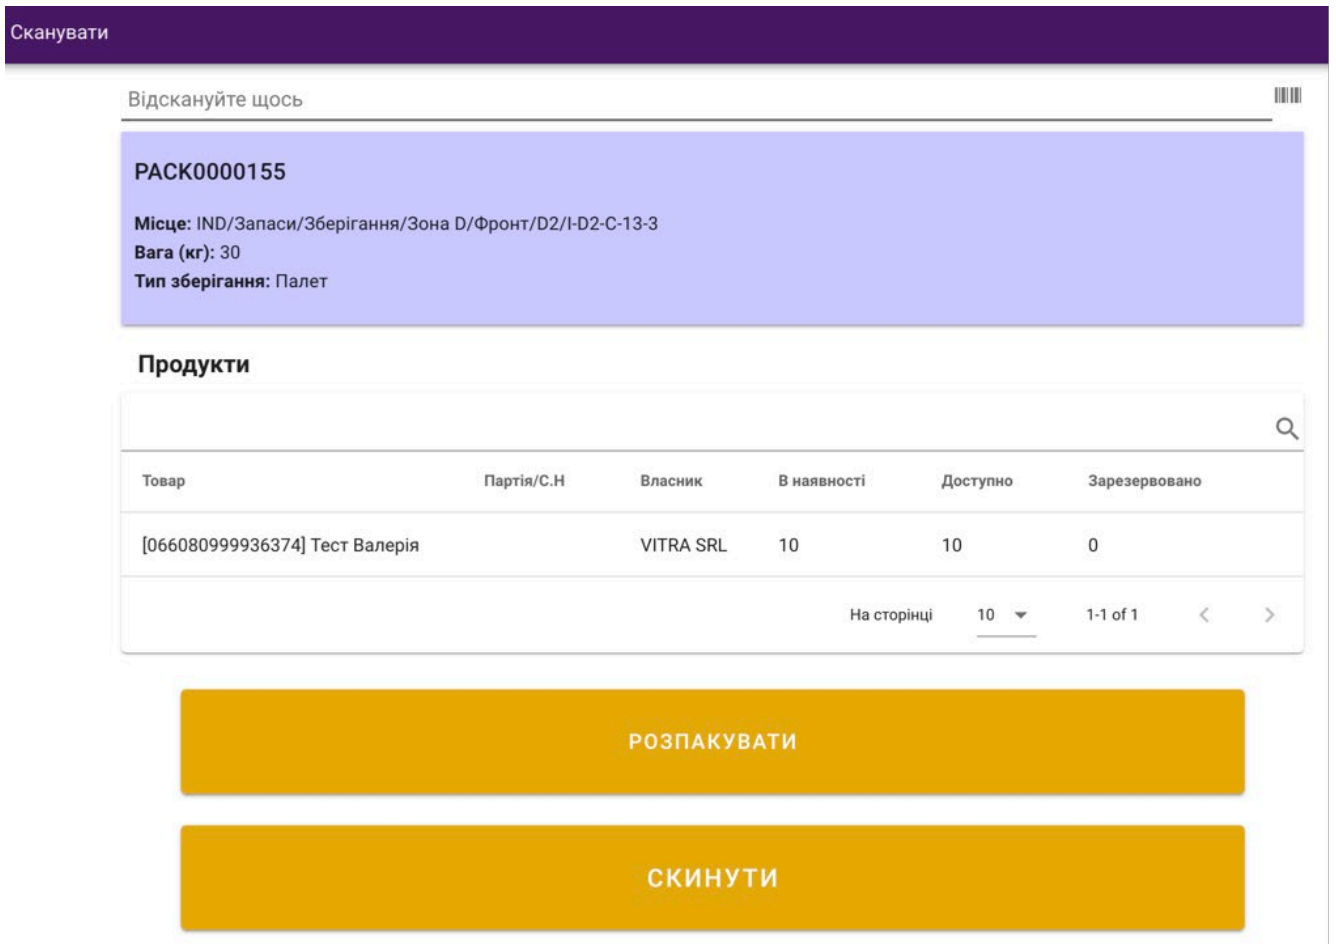 Сканувати
Відскануйте щось
PACK0000155
Місце: IND/Запаси/Зберігання/Зона D/Фронт/D2/I-D2-C-13-3
Вага (кг): 30
Тип зберігання: Палет
Продукти
Товар Партія/С.Н Власник В наявності Доступно Зарезервовано
[066080999936374] Тест Валерія VITRA SRL 10 10 0
На сторінці 10 1-1 of 1
РОЗПАКУВАТИ
СКИНУТИ